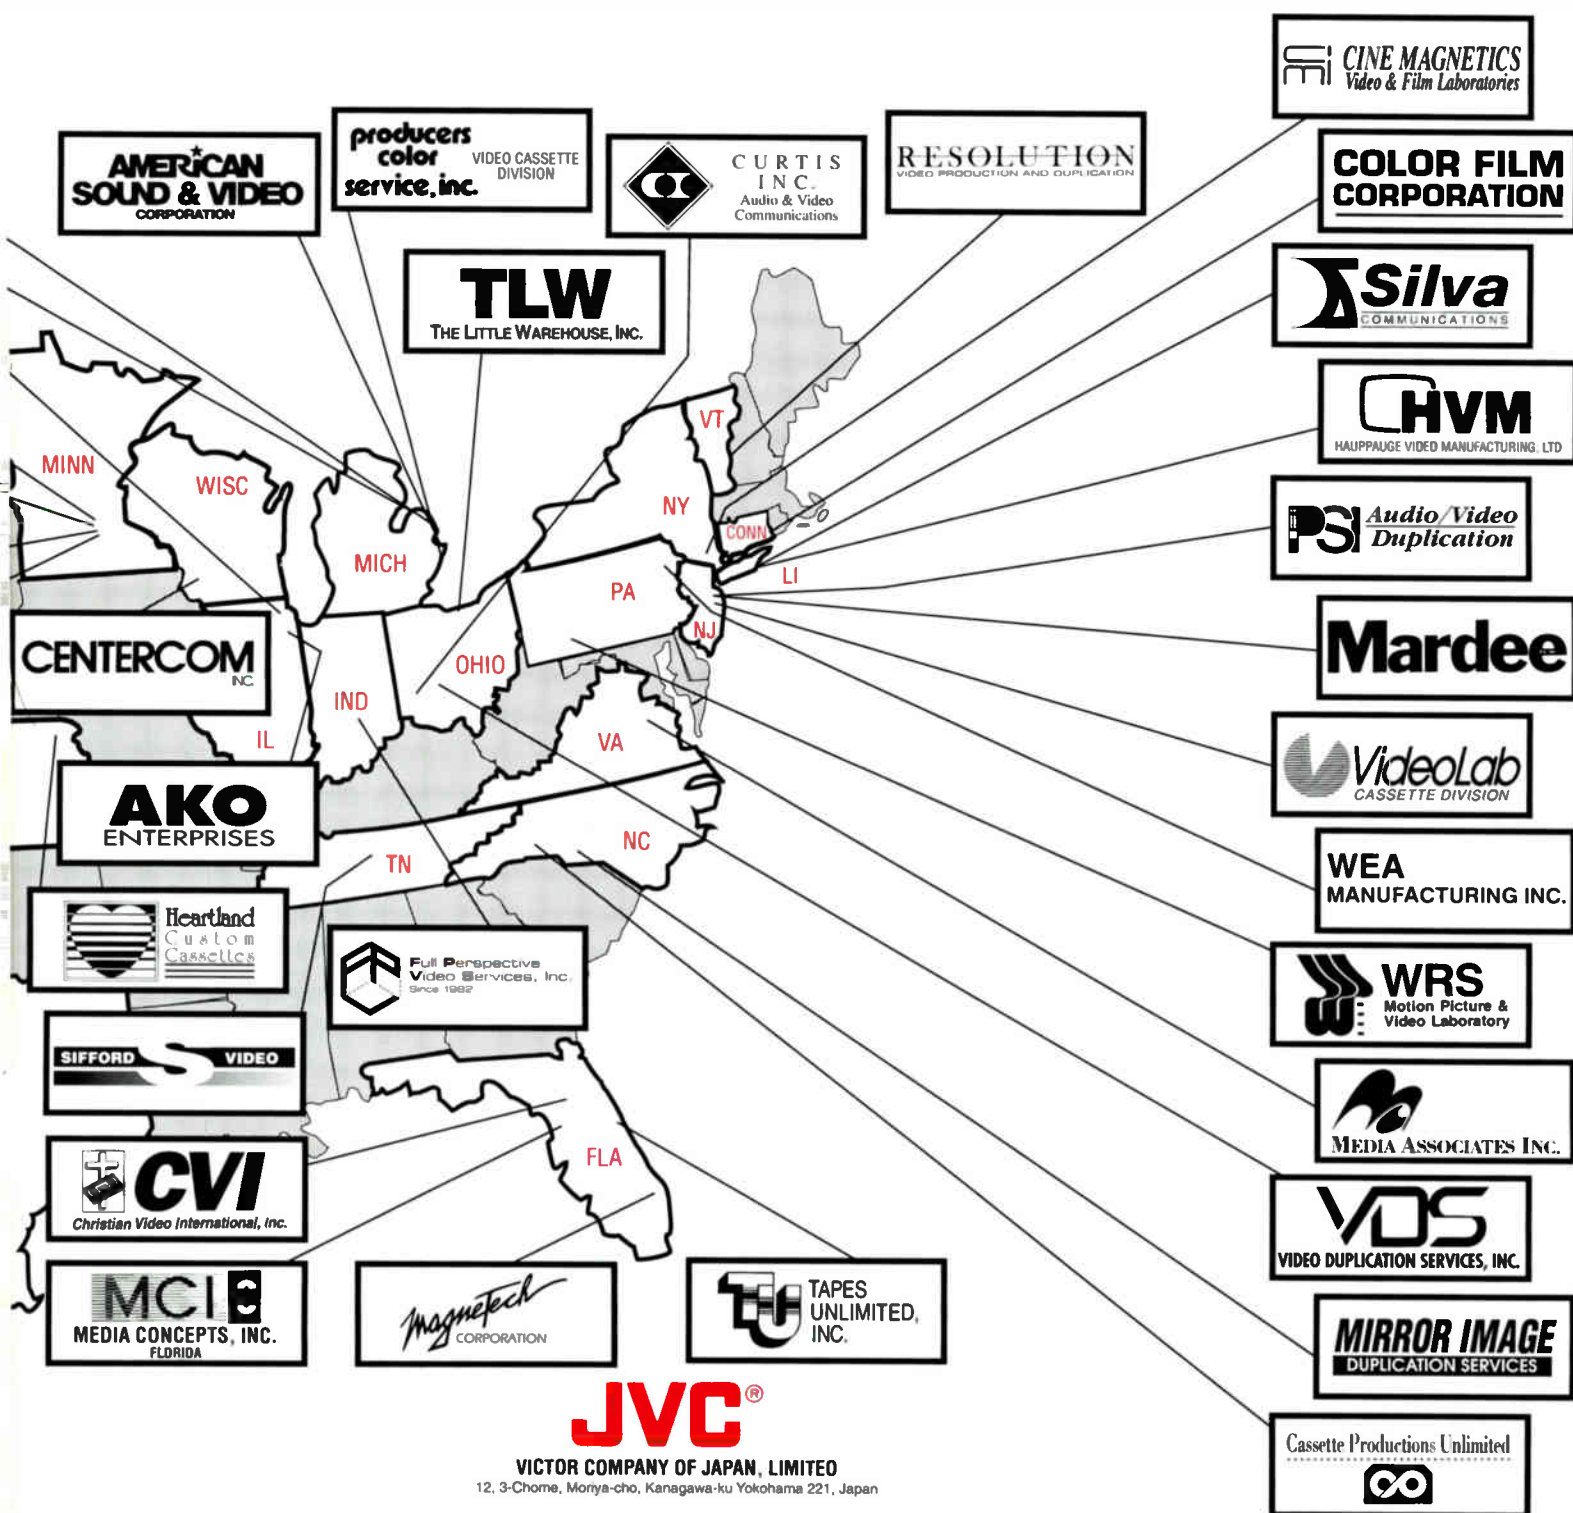 CINE MAGNETICS
Video & Film Laboratories
AMERICAN
SOUND & VIDEO
CORPORATION
producers
color
service, inc.
VIDEO CASSETTE
DIVISION
CURTIS
INC.
Audio & Video
Communications
RESOLUTION
VIDEO PRODUCTION AND DUPLICATION
COLOR FILM
CORPORATION
TLW
THE LITTLE WAREHOUSE, INC.
Silva
COMMUNICATIONS
HVM
HAUPPAUGE VIDEO MANUFACTURING, LTD
VT
MINN
WISC
MICH
NY
CONN
LI
PA
NJ
PSI Audio/Video
Duplication
CENTERCOM
INC
OHIO
IND
IL
VA
Mardee
VideoLab
CASSETTE DIVISION
AKO
ENTERPRISES
TN
NC
WEA
MANUFACTURING INC.
Heartland
Custom
Cassettes
Full Perspective
Video Services, Inc.
Since 1982
WRS
Motion Picture &
Video Laboratory
SIFFORD S VIDEO
MEDIA ASSOCIATES INC.
CVI
Christian Video International, Inc.
FLA
VDS
VIDEO DUPLICATION SERVICES, INC.
MCI
MEDIA CONCEPTS, INC.
FLORIDA
MagneTech
CORPORATION
TU
TAPES
UNLIMITED,
INC.
MIRROR IMAGE
DUPLICATION SERVICES
Cassette Productions Unlimited
JVC®
VICTOR COMPANY OF JAPAN, LIMITEO
12, 3-Chome, Moriya-cho, Kanagawa-ku Yokohama 221, Japan